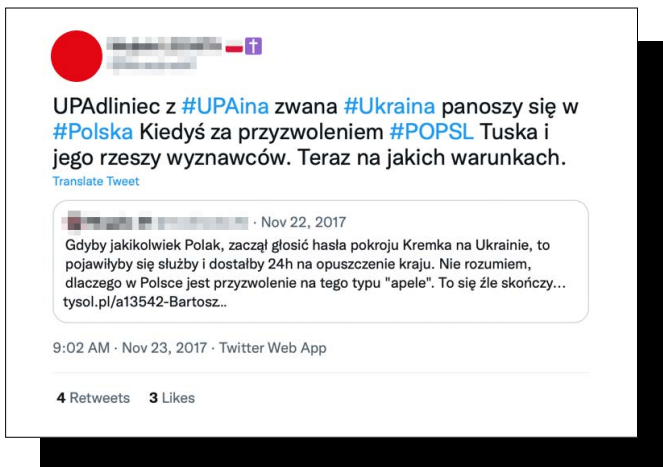 UPAdliniec z #UPAina zwana #Ukraina panoszy się w
#Polska Kiedyś za przyzwoleniem #POPSL Tuska i
jego rzeszy wyznawców. Teraz na jakich warunkach.
Translate Tweet
· Nov 22, 2017
Gdyby jakikolwiek Polak, zaczął głosić hasła pokroju Kremka na Ukrainie, to
pojawiłyby się służby i dostałby 24h na opuszczenie kraju. Nie rozumiem,
dlaczego w Polsce jest przyzwolenie na tego typu "apele". To się źle skończy...
tysol.pl/a13542-Bartosz...
9:02 AM · Nov 23, 2017 · Twitter Web App
4 Retweets 3 Likes